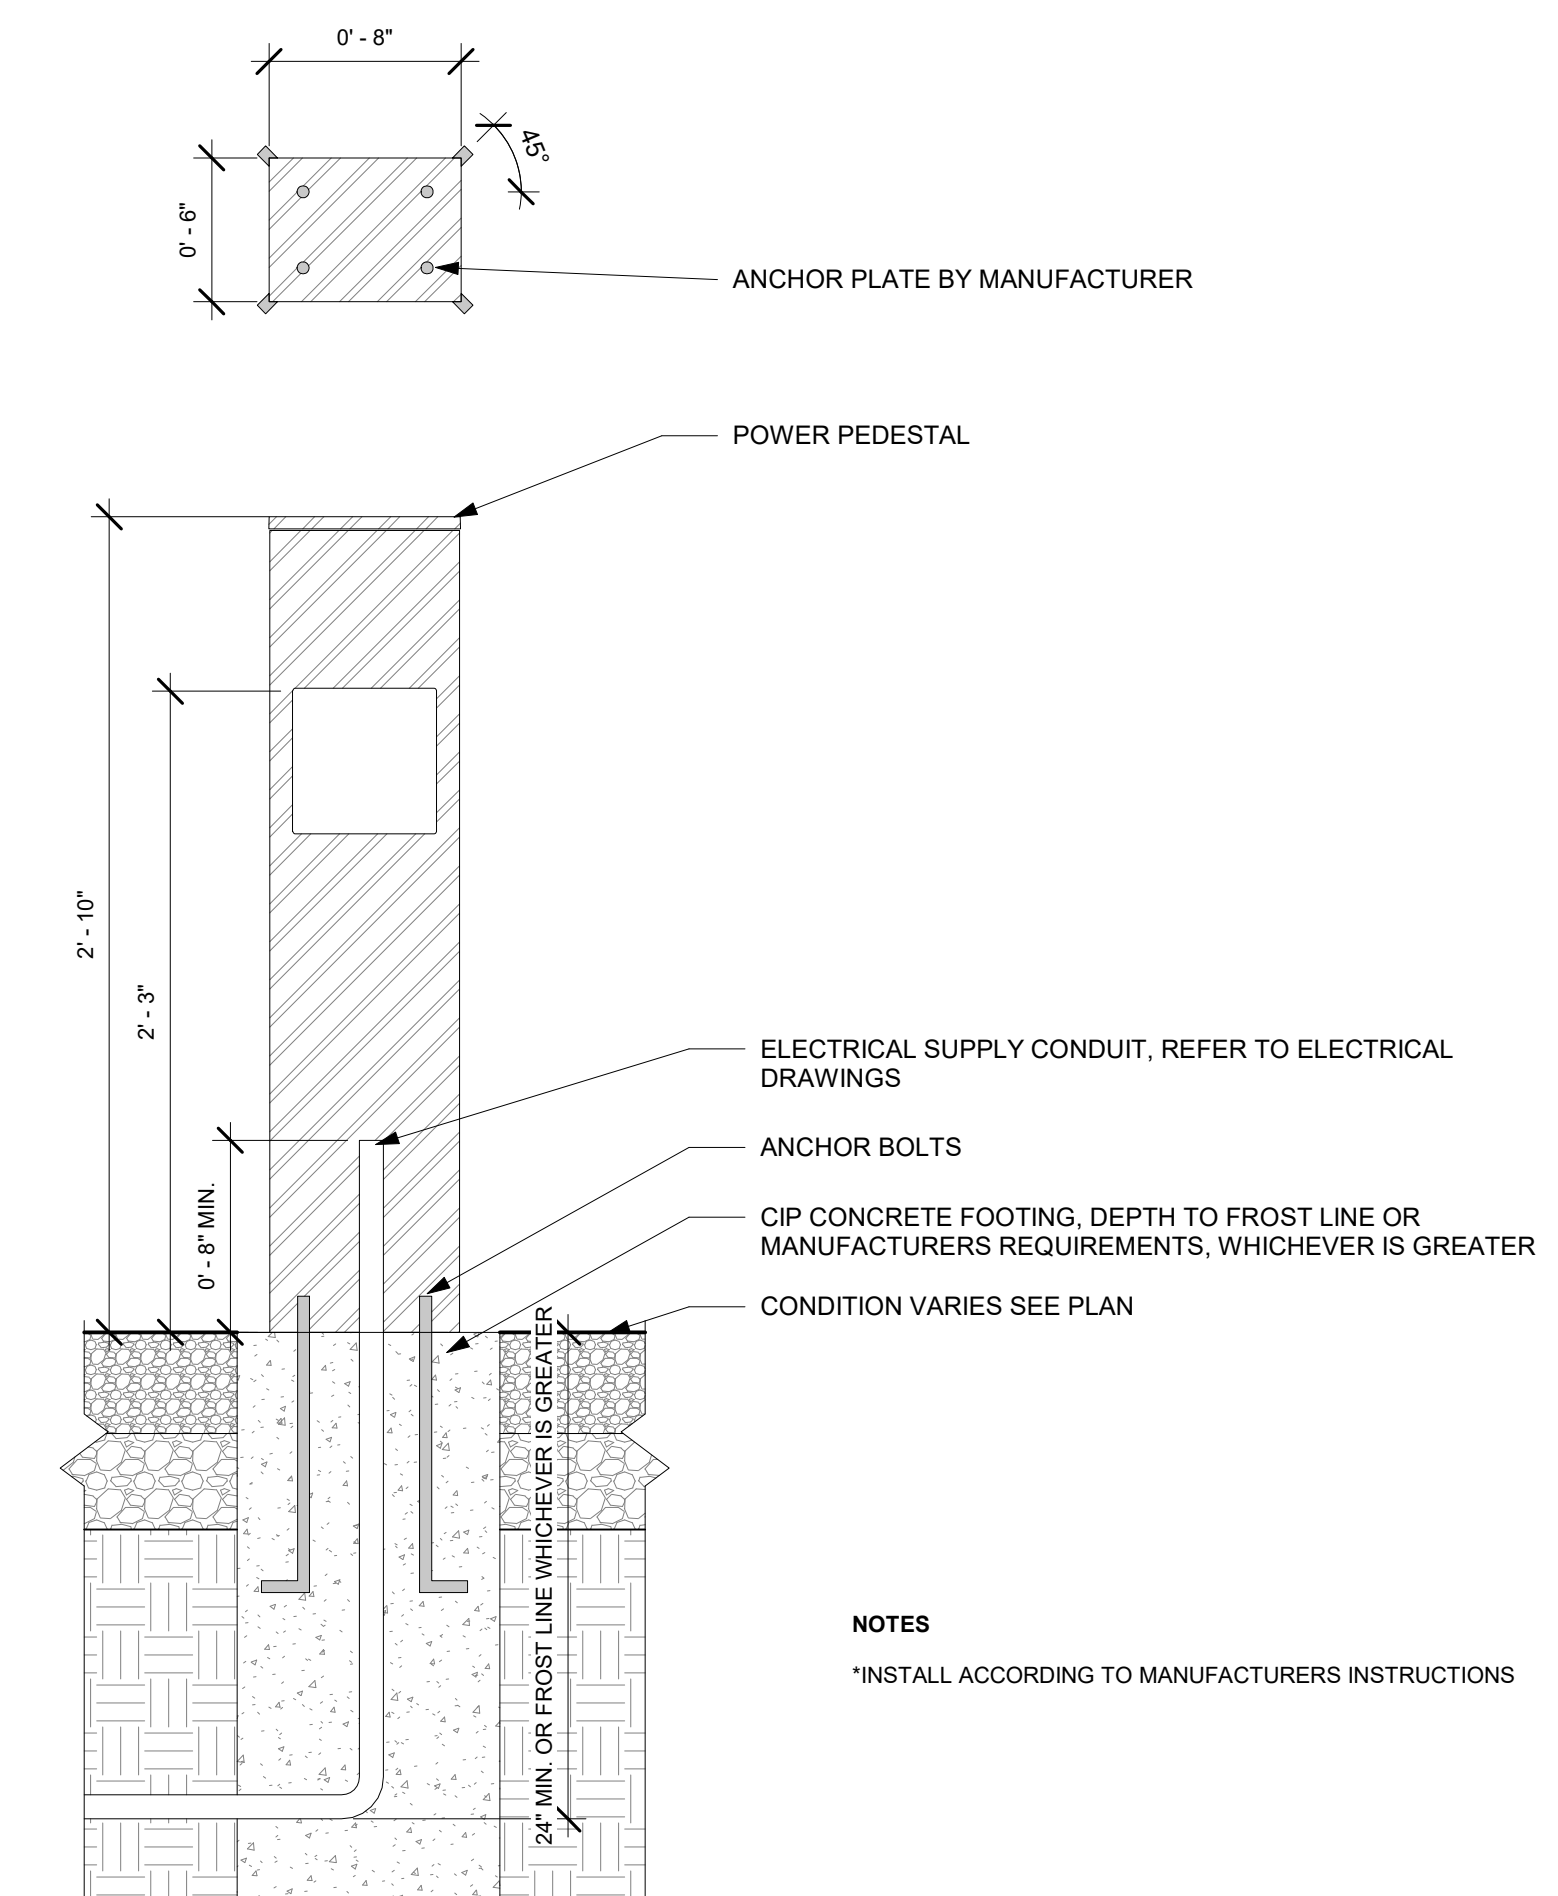 0' - 8"
45°
0' - 6"
ANCHOR PLATE BY MANUFACTURER
POWER PEDESTAL
2' - 10"
2' - 3"
ELECTRICAL SUPPLY CONDUIT, REFER TO ELECTRICAL
DRAWINGS
ANCHOR BOLTS
0' - 8" MIN.
CIP CONCRETE FOOTING, DEPTH TO FROST LINE OR
MANUFACTURERS REQUIREMENTS, WHICHEVER IS GREATER
CONDITION VARIES SEE PLAN
24" MIN. OR FROST LINE WHICHEVER IS GREATER
NOTES
*INSTALL ACCORDING TO MANUFACTURERS INSTRUCTIONS